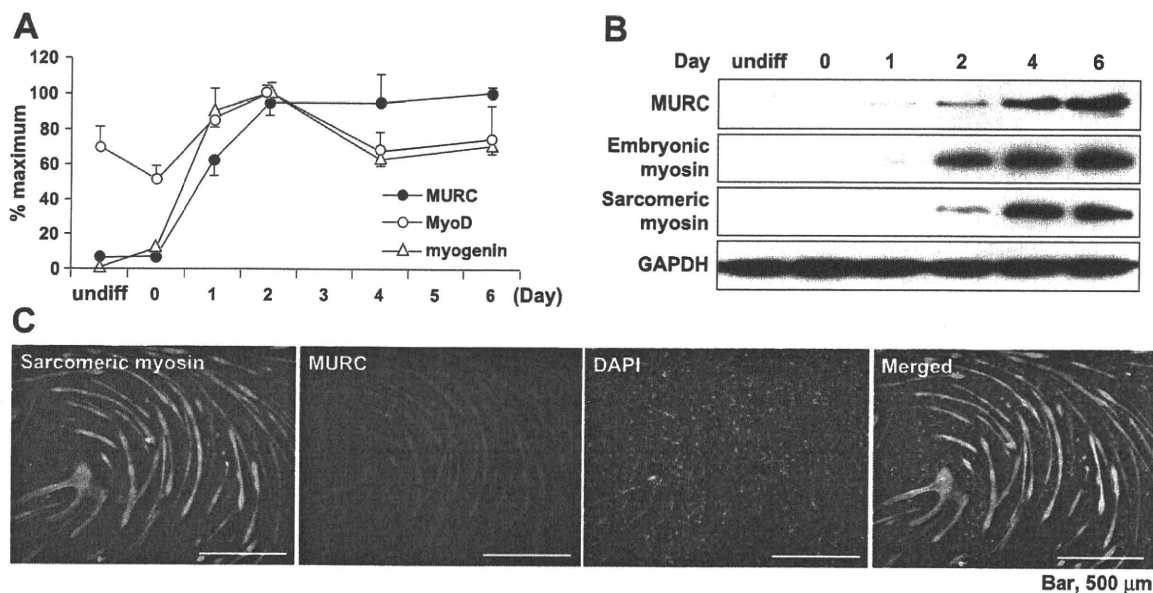 A
120
100
80
60
40
20
0
% maximum
MURC
MyoD
myogenin
undiff 0 1 2 3 4 5 6 (Day)
B
Day undiff 0 1 2 4 6
MURC
Embryonic
myosin
Sarcomeric
myosin
GAPDH
C
Sarcomeric myosin
MURC
DAPI
Merged
Bar, 500 μm